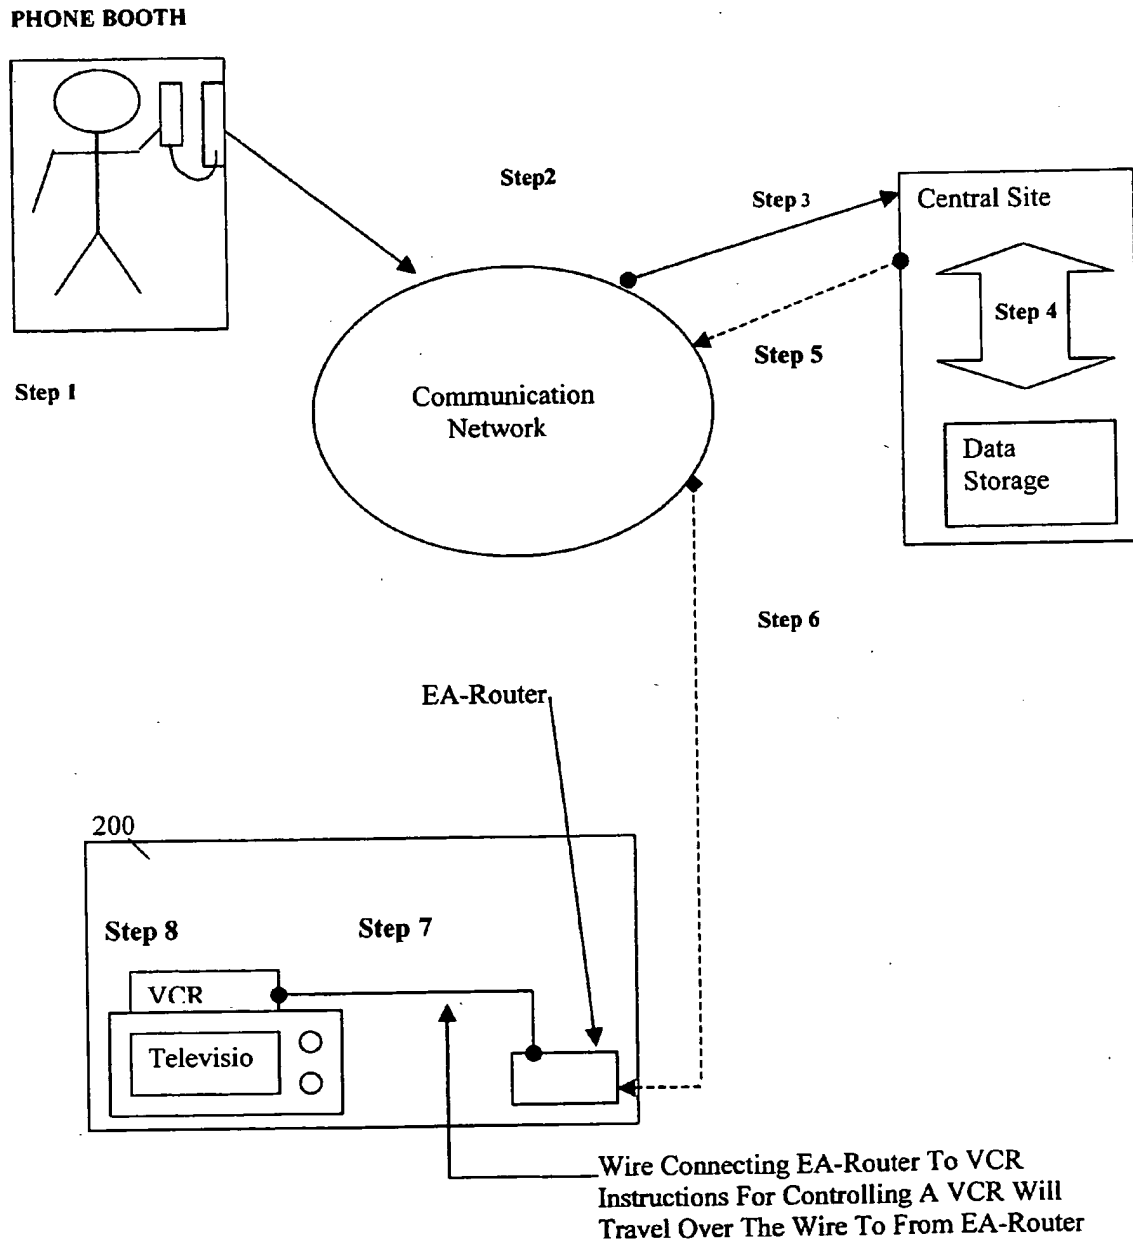 PHONE BOOTH
Step2
Step 3
Central Site
Step 4
Step 5
Step 1
Communication
Network
Data
Storage
Step 6
EA-Router
200
Step 8
Step 7
VCR
Televisio
Wire Connecting EA-Router To VCR
Instructions For Controlling A VCR Will
Travel Over The Wire To From EA-Router